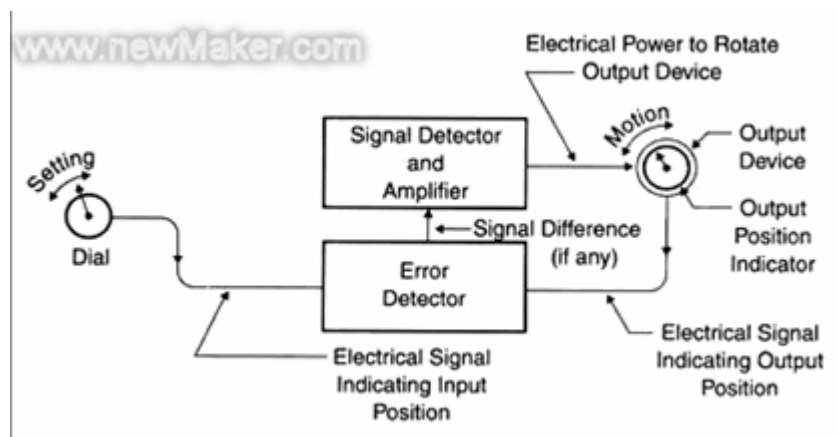 www.newMaker.com
Electrical Power to Rotate
Output Device
Setting
Dial
Signal Detector
and
Amplifier
Motion
Output
Device
Signal Difference
(if any)
Output
Position
Indicator
Error
Detector
Electrical Signal
Indicating Input
Position
Electrical Signal
Indicating Output
Position